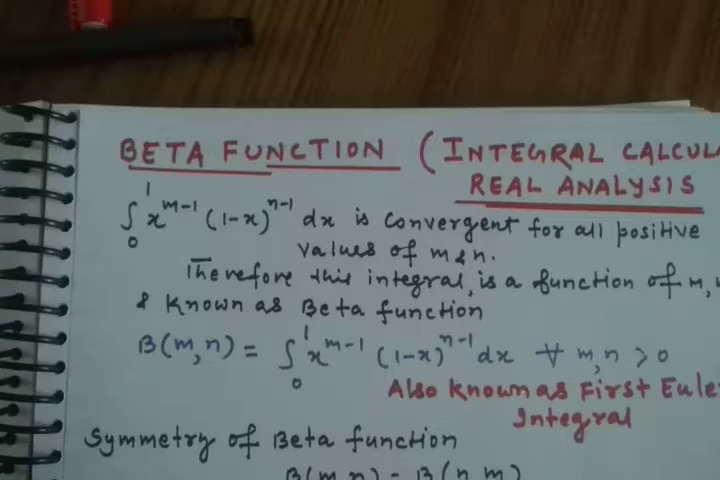 BETA FUNCTION (INTEGRAL CALCU
REAL ANALYSIS
∫₀¹ x^{m-1} (1-x)^{n-1} dx is convergent for all positive
values of m & n.
Therefore this integral, is a function of m,
& Known as Beta function
B(m,n) = ∫₀¹ x^{m-1} (1-x)^{n-1} dx ∀ m,n > 0
Also Known as First Eule
Integral
Symmetry of Beta function
B(m,n) = B(n,m)